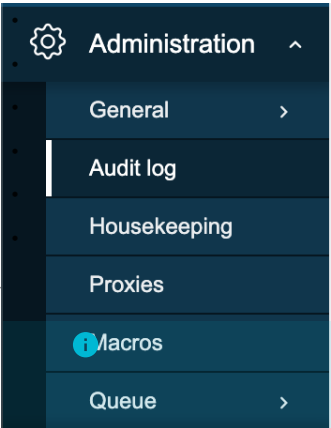 Administration
General
Audit log
Housekeeping
Proxies
Macros
Queue